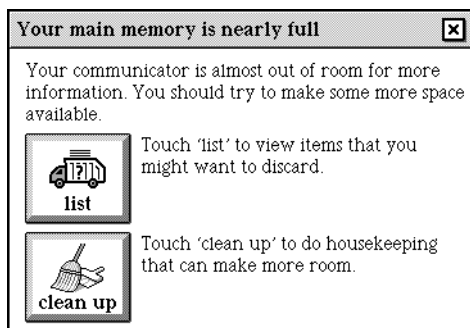 Your main memory is nearly full
Your communicator is almost out of room for more
information. You should try to make some more space
available.
Touch ‘list’ to view items that you
might want to discard.
?
list
Touch ‘clean up’ to do housekeeping
that can make more room.
clean up